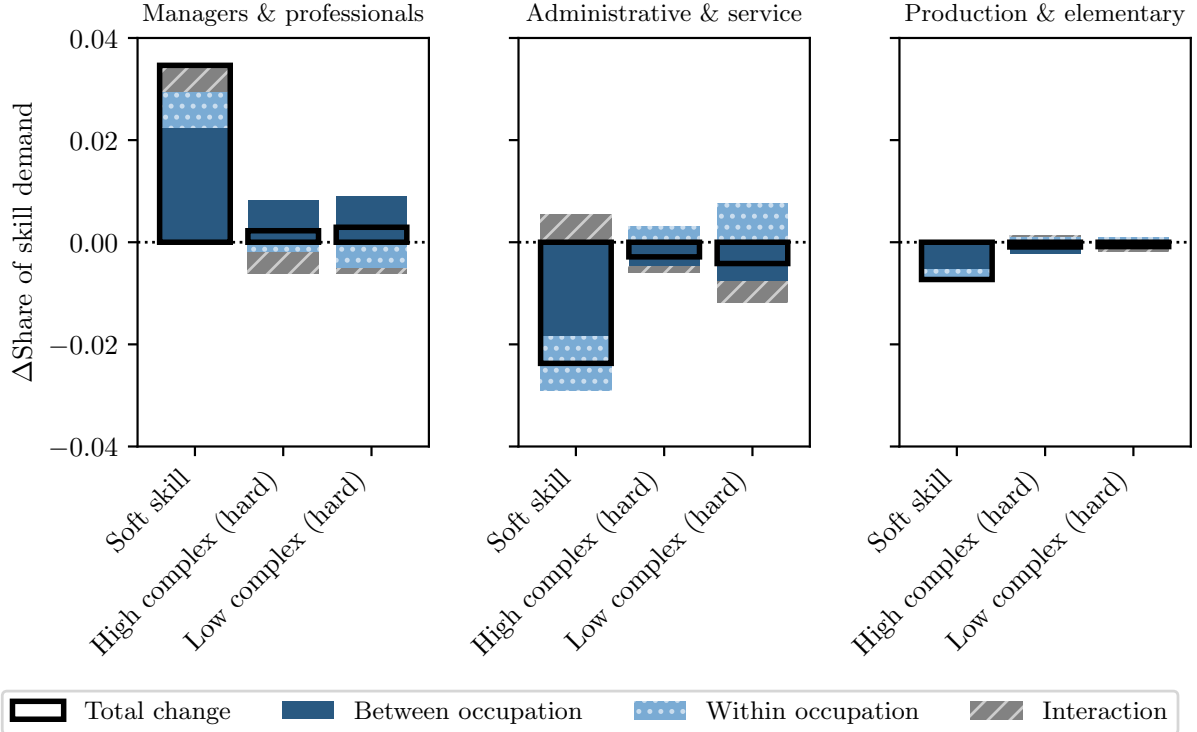 Managers & professionals
Administrative & service
Production & elementary
ΔShare of skill demand
0.04
0.02
0.00
−0.02
−0.04
Soft skill
High complex (hard)
Low complex (hard)
Soft skill
High complex (hard)
Low complex (hard)
Soft skill
High complex (hard)
Low complex (hard)
Total change
Between occupation
Within occupation
Interaction